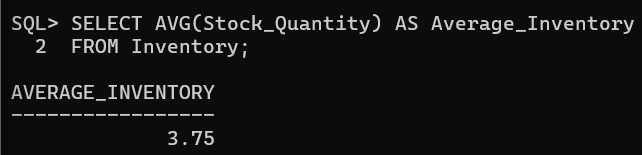 SQL> SELECT AVG(Stock_Quantity) AS Average_Inventory
  2  FROM Inventory;

AVERAGE_INVENTORY
-----------------
             3.75